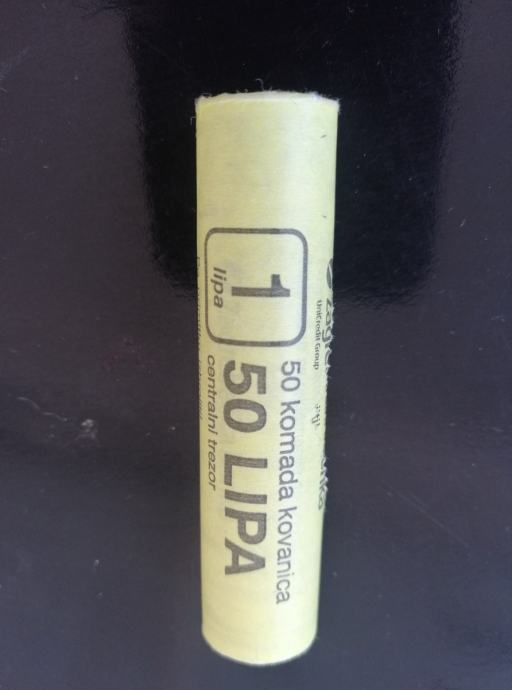 UniCredit Group
50 komada kovanica
1
lipa
50 LIPA
centralni trezor